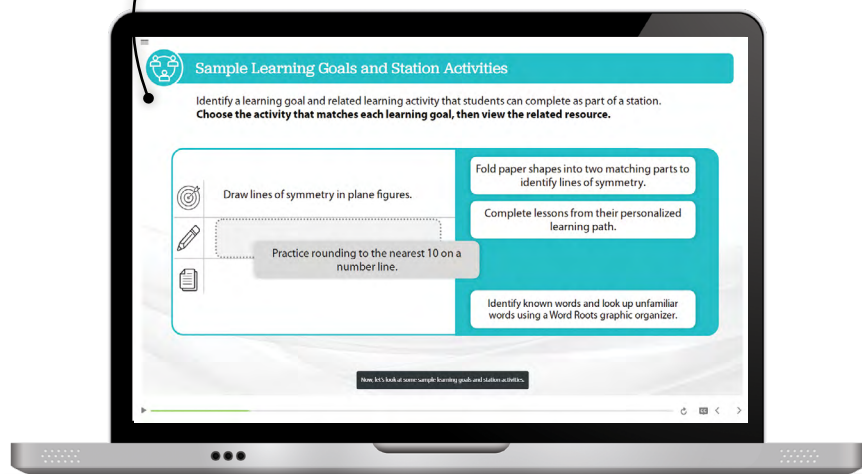 Sample Learning Goals and Station Activities
Identify a learning goal and related learning activity that students can complete as part of a station.
Choose the activity that matches each learning goal, then view the related resource.
Draw lines of symmetry in plane figures.
Practice rounding to the nearest 10 on a
number line.
Fold paper shapes into two matching parts to
identify lines of symmetry.
Complete lessons from their personalized
learning path.
Identify known words and look up unfamiliar
words using a Word Roots graphic organizer.
Now, let's look at some sample learning goals and station activities.
CC